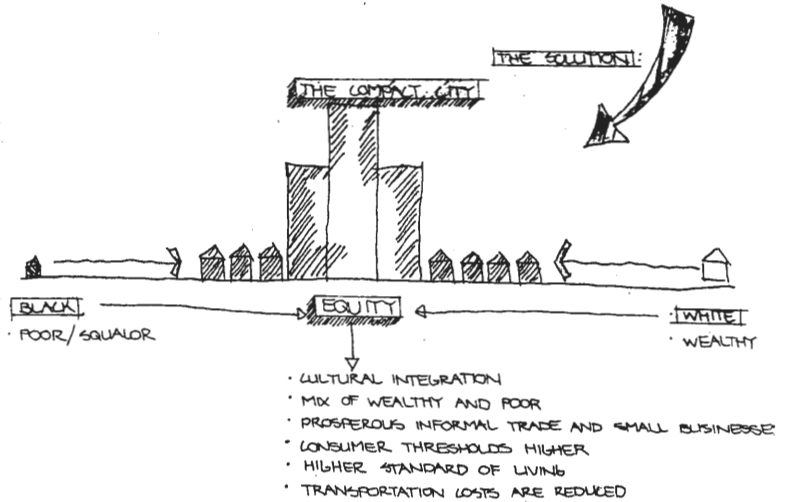 THE SOLUTION:
THE COMPACT CITY
BLACK
EQUITY
WHITE
· POOR/SQUALOR
· WEALTHY
· CULTURAL INTEGRATION
· MIX OF WEALTHY AND POOR
· PROSPEROUS INFORMAL TRADE AND SMALL BUSINESSES
· CONSUMER THRESHOLDS HIGHER
· HIGHER STANDARD OF LIVING
· TRANSPORTATION COSTS ARE REDUCED